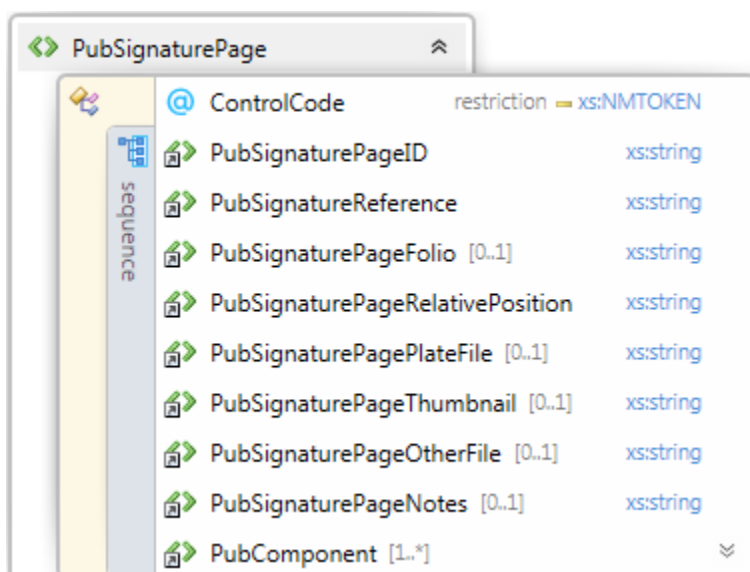 PubSignaturePage
@ ControlCode restriction xs:NMTOKEN
sequence
PubSignaturePageID xs:string
PubSignatureReference xs:string
PubSignaturePageFolio [0..1] xs:string
PubSignaturePageRelativePosition xs:string
PubSignaturePagePlateFile [0..1] xs:string
PubSignaturePageThumbnail [0..1] xs:string
PubSignaturePageOtherFile [0..1] xs:string
PubSignaturePageNotes [0..1] xs:string
PubComponent [1..*]